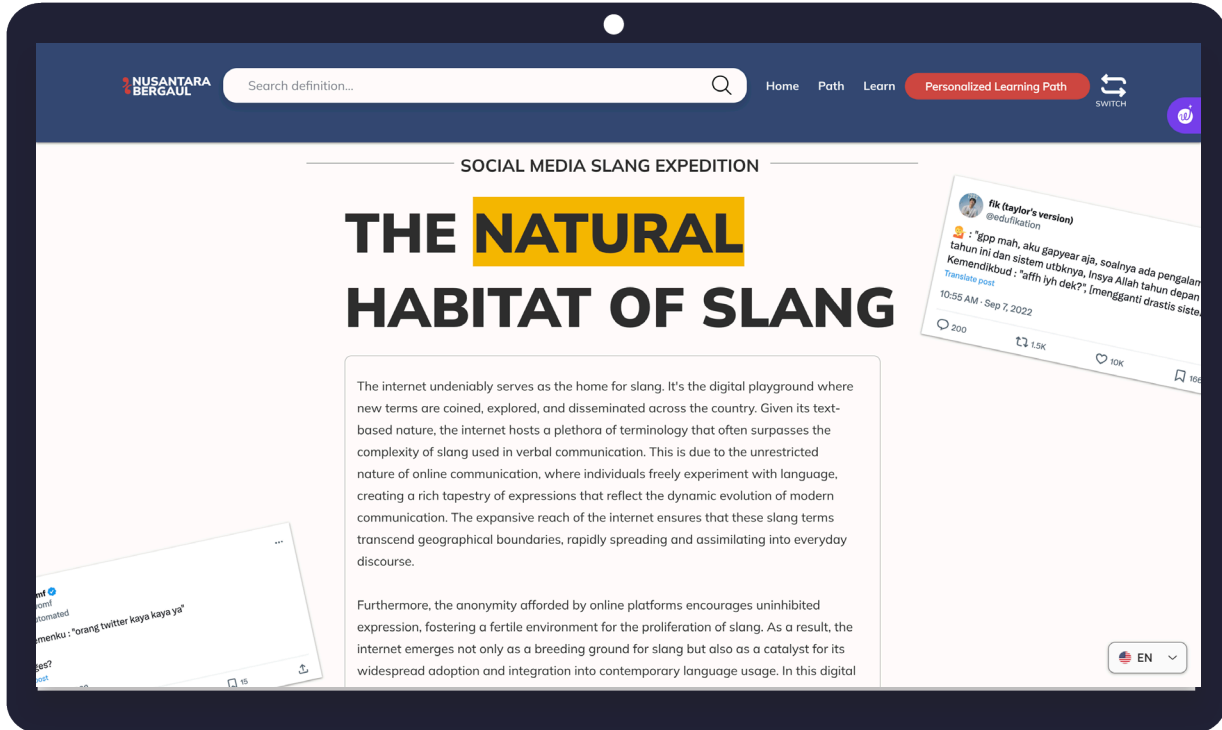 NUSANTARA
BERGAUL
Search definition...
Home
Path
Learn
Personalized Learning Path
SWITCH
SOCIAL MEDIA SLANG EXPEDITION
THE NATURAL
HABITAT OF SLANG
fik (taylor's version)
@edufikation
: "gpp mah, aku gapyear aja, soalnya ada
tahun ini dan sistem utbknya, Insya Allah tahun depan
Kemendikbud : "affh iyh dek?", [mengganti drastis
Translate post
10:55 AM · Sep 7, 2022
200
1.5K
10K
The internet undeniably serves as the home for slang. It's the digital playground where
new terms are coined, explored, and disseminated across the country. Given its text-
based nature, the internet hosts a plethora of terminology that often surpasses the
complexity of slang used in verbal communication. This is due to the unrestricted
nature of online communication, where individuals freely experiment with language,
creating a rich tapestry of expressions that reflect the dynamic evolution of modern
communication. The expansive reach of the internet ensures that these slang terms
transcend geographical boundaries, rapidly spreading and assimilating into everyday
discourse.
Furthermore, the anonymity afforded by online platforms encourages uninhibited
expression, fostering a fertile environment for the proliferation of slang. As a result, the
internet emerges not only as a breeding ground for slang but also as a catalyst for its
widespread adoption and integration into contemporary language usage. In this digital
: "orang twitter kaya kaya ya"
15
EN